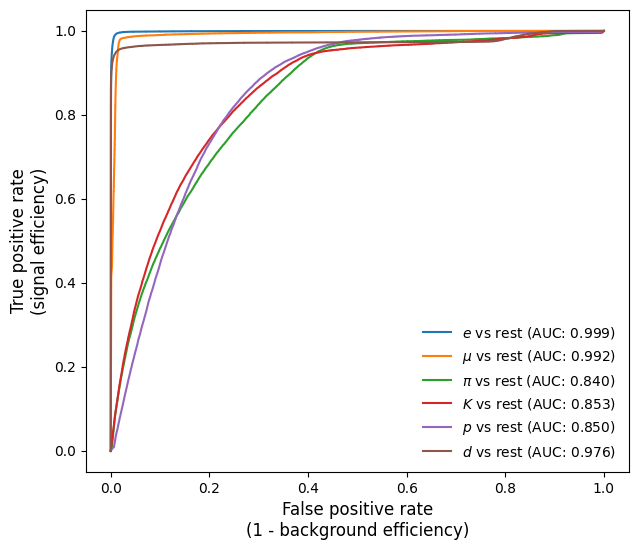 True positive rate
(signal efficiency)
1.0
0.8
0.6
0.4
0.2
0.0
e vs rest (AUC: 0.999)
μ vs rest (AUC: 0.992)
π vs rest (AUC: 0.840)
K vs rest (AUC: 0.853)
p vs rest (AUC: 0.850)
d vs rest (AUC: 0.976)
0.0 0.2 0.4 0.6 0.8 1.0
False positive rate
(1 - background efficiency)